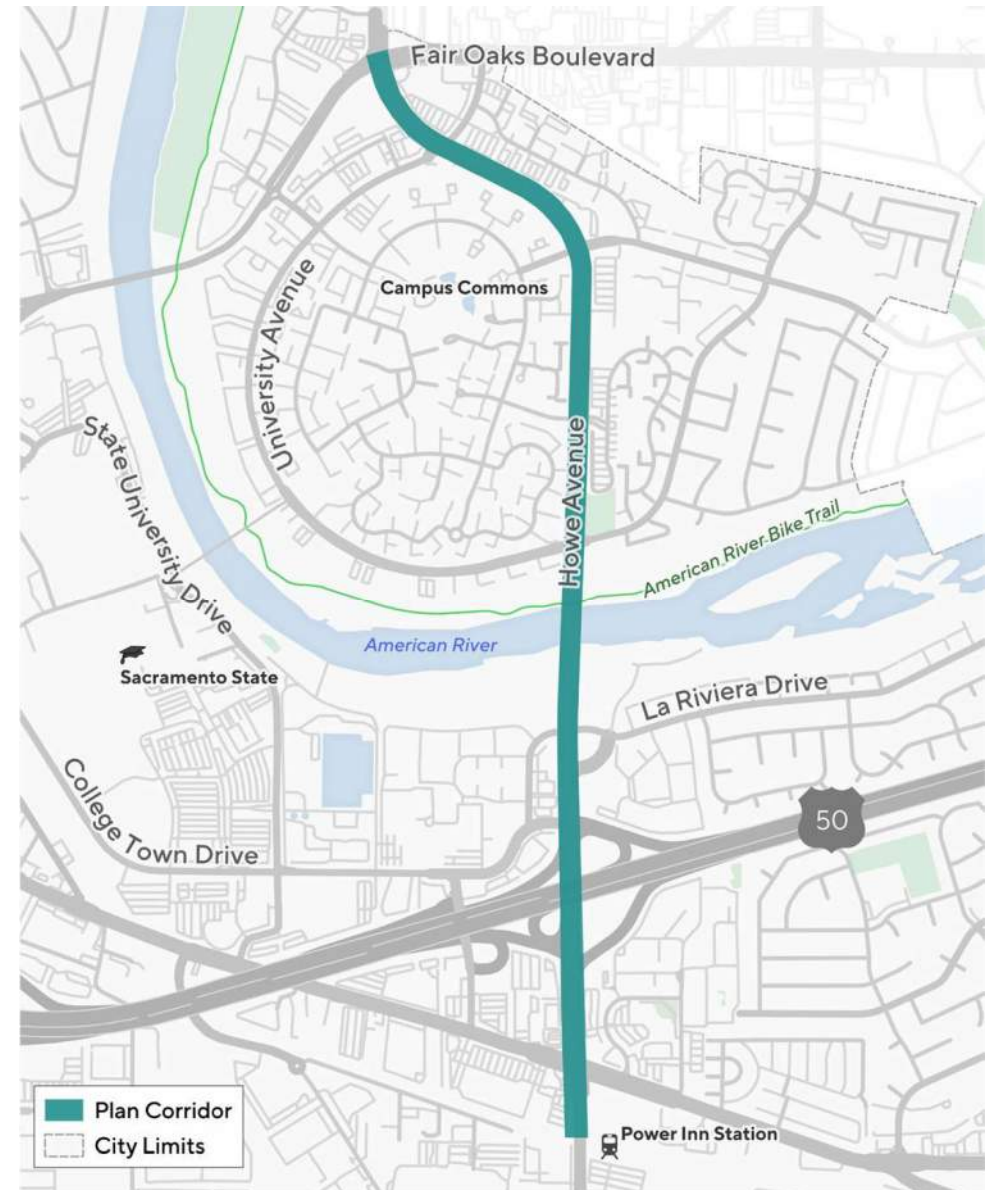 Fair Oaks Boulevard
Campus Commons
University Avenue
State University Drive
Howe Avenue
American River Bike Trail
American River
Sacramento State
La Riviera Drive
College Town Drive
50
Plan Corridor
City Limits
Power Inn Station